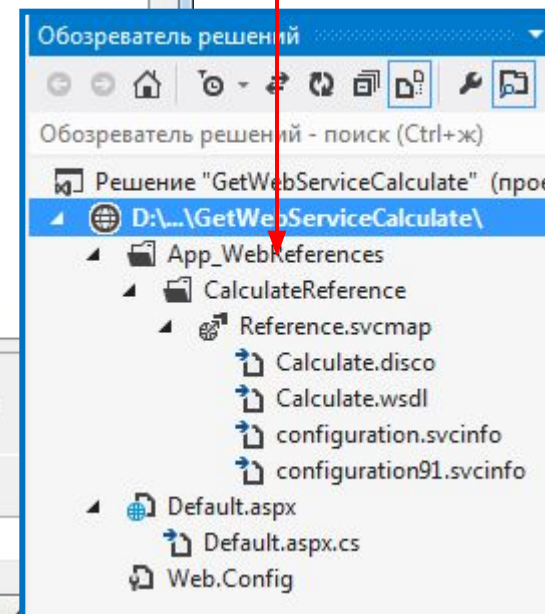 Обозреватель решений
Обозреватель решений - поиск (Ctrl+ж)
Решение "GetWebServiceCalculate" (прое
D:\...\GetWebServiceCalculate\
App_WebReferences
CalculateReference
Reference.svcmap
Calculate.disco
Calculate.wsdl
configuration.svcinfo
configuration91.svcinfo
Default.aspx
Default.aspx.cs
Web.Config